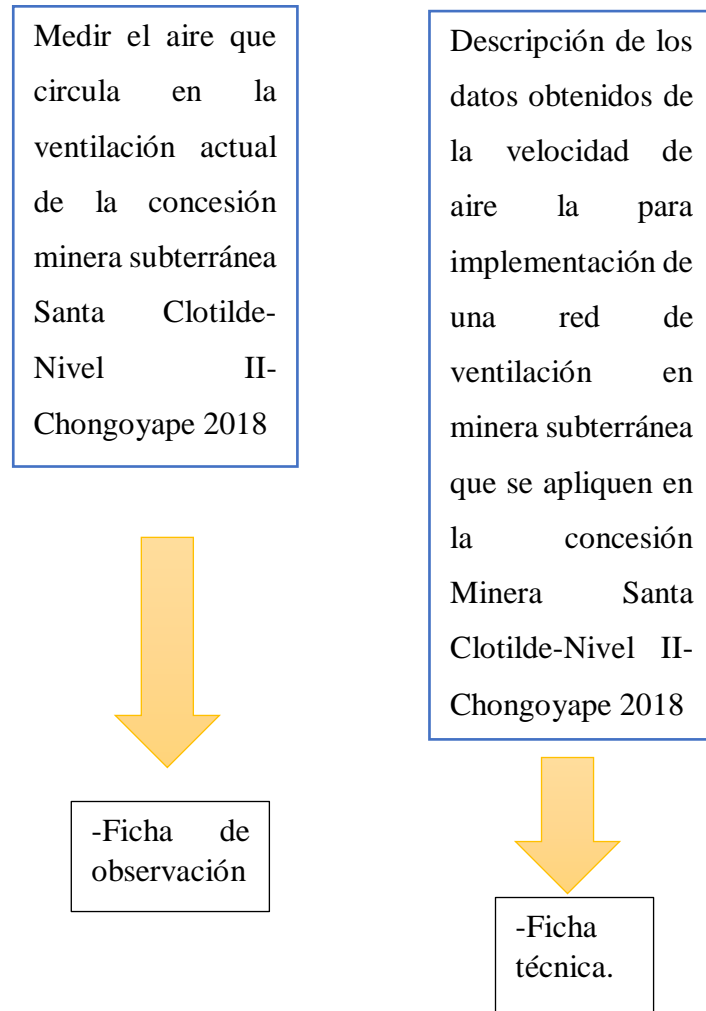 Medir el aire que
circula en la
ventilación actual
de la concesión
minera subterránea
Santa Clotilde-
Nivel II-
Chongoyape 2018
-Ficha de
observación
Descripción de los
datos obtenidos de
la velocidad de
aire la para
implementación de
una red de
ventilación en
minera subterránea
que se apliquen en
la concesión
Minera Santa
Clotilde-Nivel II-
Chongoyape 2018
-Ficha
técnica.